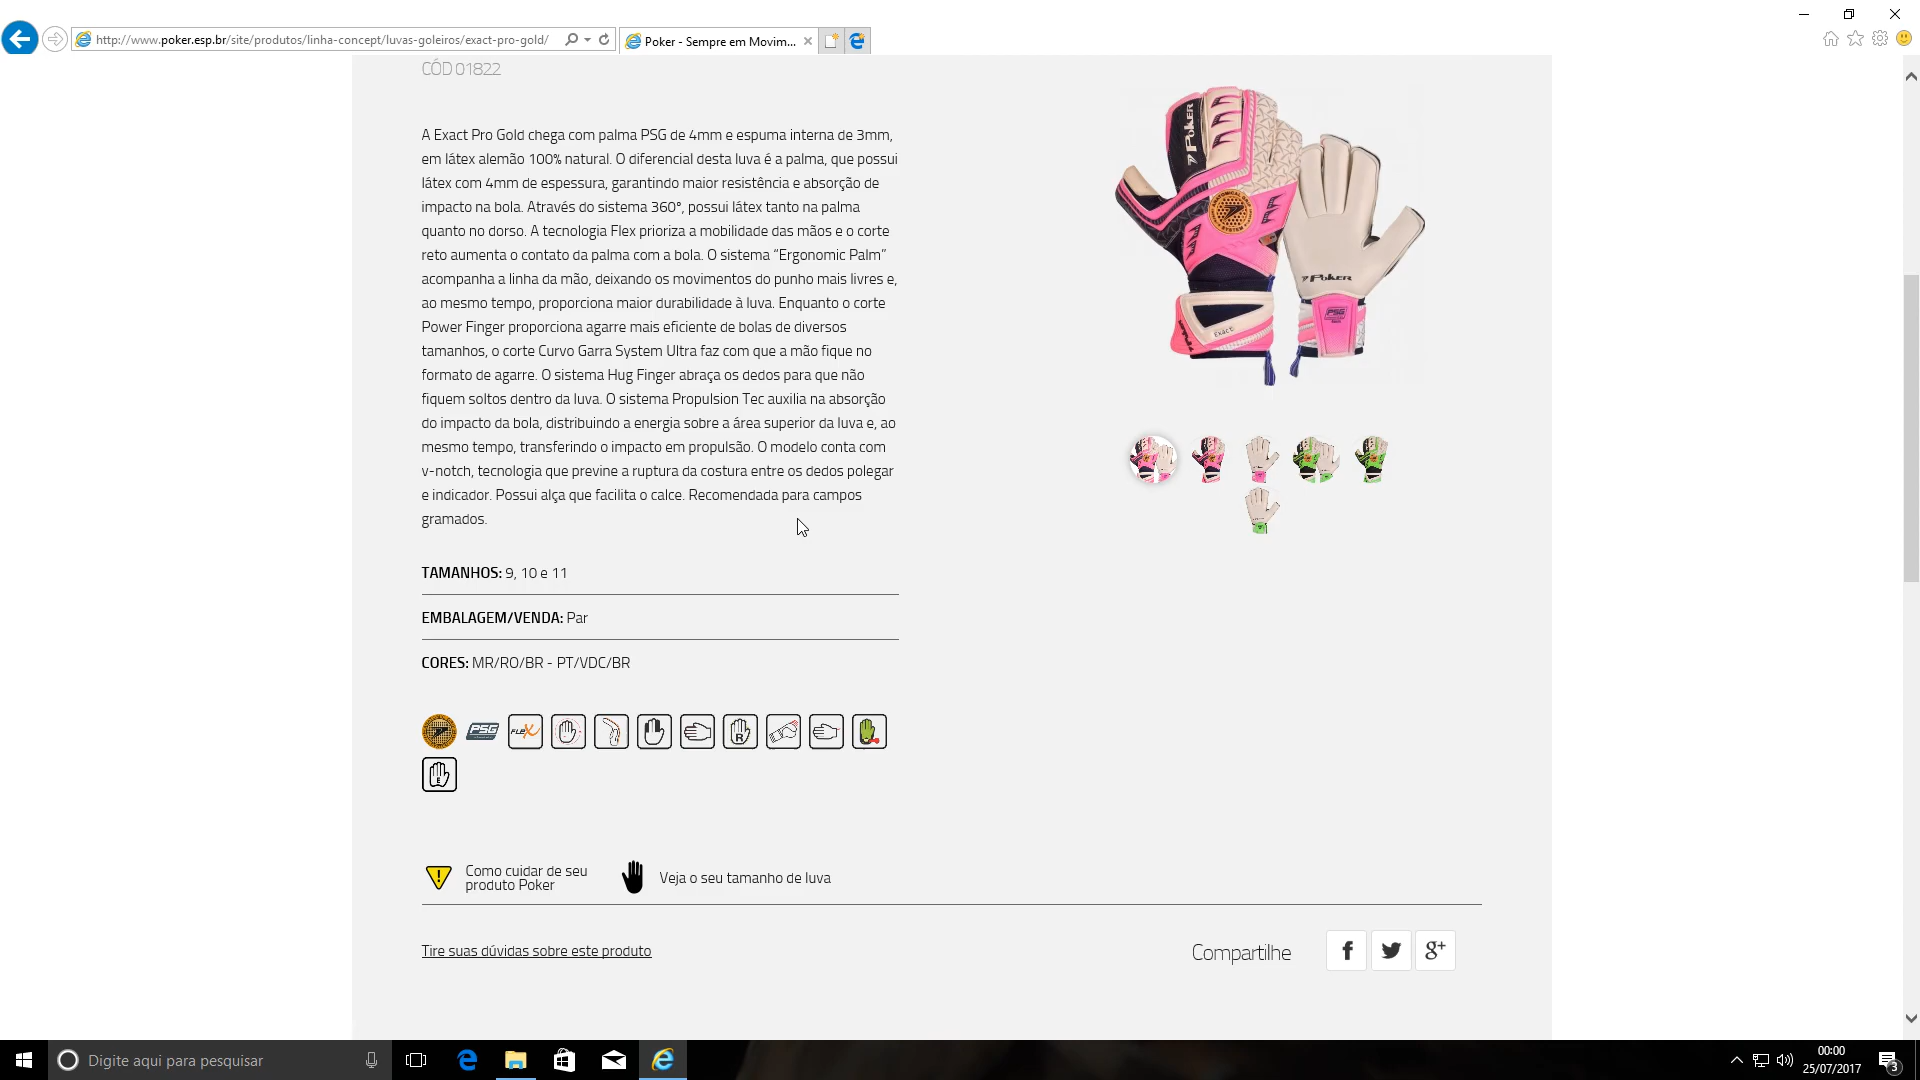 http://www.poker.esp.br/site/produtos/linha-concept/luvas-goleiros/exact-pro-gold/
Poker - Sempre em Movim...
CÓD 01822
A Exact Pro Gold chega com palma PSG de 4mm e espuma interna de 3mm,
em látex alemão 100% natural. O diferencial desta luva é a palma, que possui
látex com 4mm de espessura, garantindo maior resistência e absorção de
impacto na bola. Através do sistema 360°, possui látex tanto na palma
quanto no dorso. A tecnologia Flex prioriza a mobilidade das mãos e o corte
reto aumenta o contato da palma com a bola. O sistema “Ergonomic Palm”
acompanha a linha da mão, deixando os movimentos do punho mais livres e,
ao mesmo tempo, proporciona maior durabilidade à luva. Enquanto o corte
Power Finger proporciona agarre mais eficiente de bolas de diversos
tamanhos, o corte Curvo Garra System Ultra faz com que a mão fique no
formato de agarre. O sistema Hug Finger abraça os dedos para que não
fiquem soltos dentro da luva. O sistema Propulsion Tec auxilia na absorção
do impacto da bola, distribuindo a energia sobre a área superior da luva e, ao
mesmo tempo, transferindo o impacto em propulsão. O modelo conta com
v-notch, tecnologia que previne a ruptura da costura entre os dedos polegar
e indicador. Possui alça que facilita o calce. Recomendada para campos
gramados.
POKER
POKER
Exact
PSG
TAMANHOS: 9, 10 e 11
EMBALAGEM/VENDA: Par
CORES: MR/RO/BR - PT/VDC/BR
PSG
FLEX
R
E
Como cuidar de seu
produto Poker
Veja o seu tamanho de luva
Tire suas dúvidas sobre este produto
Compartilhe
f
g+
Digite aqui para pesquisar
00:00
25/07/2017
3